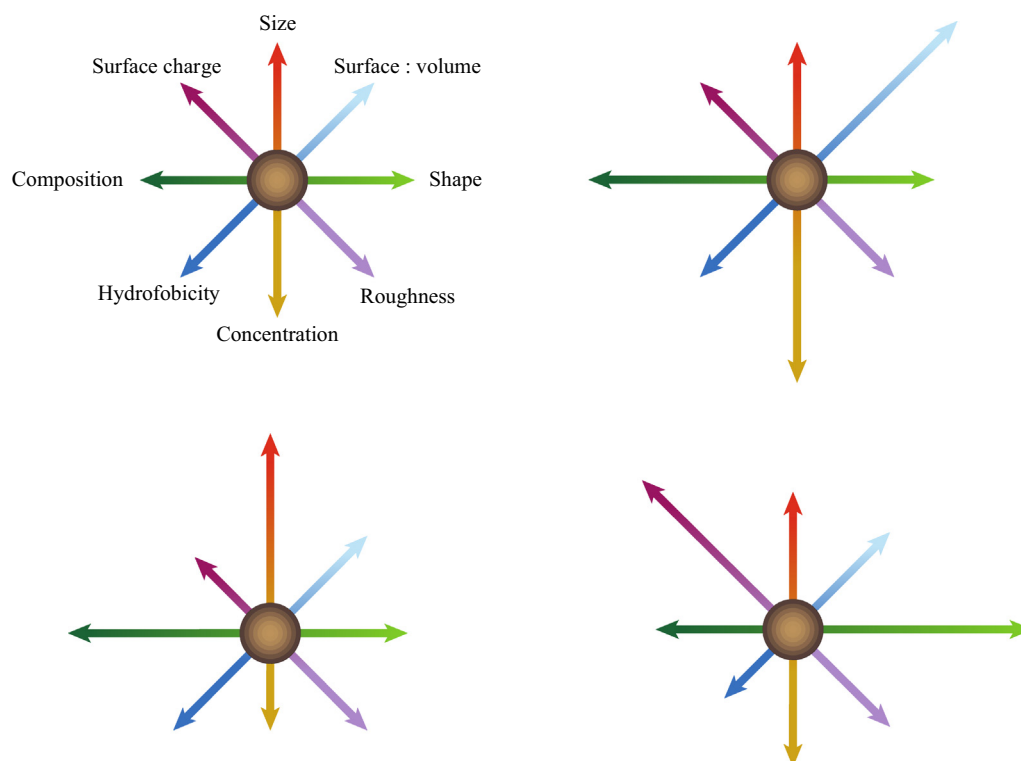 Size
Surface charge
Surface : volume
Composition
Shape
Hydrofobicity
Roughness
Concentration